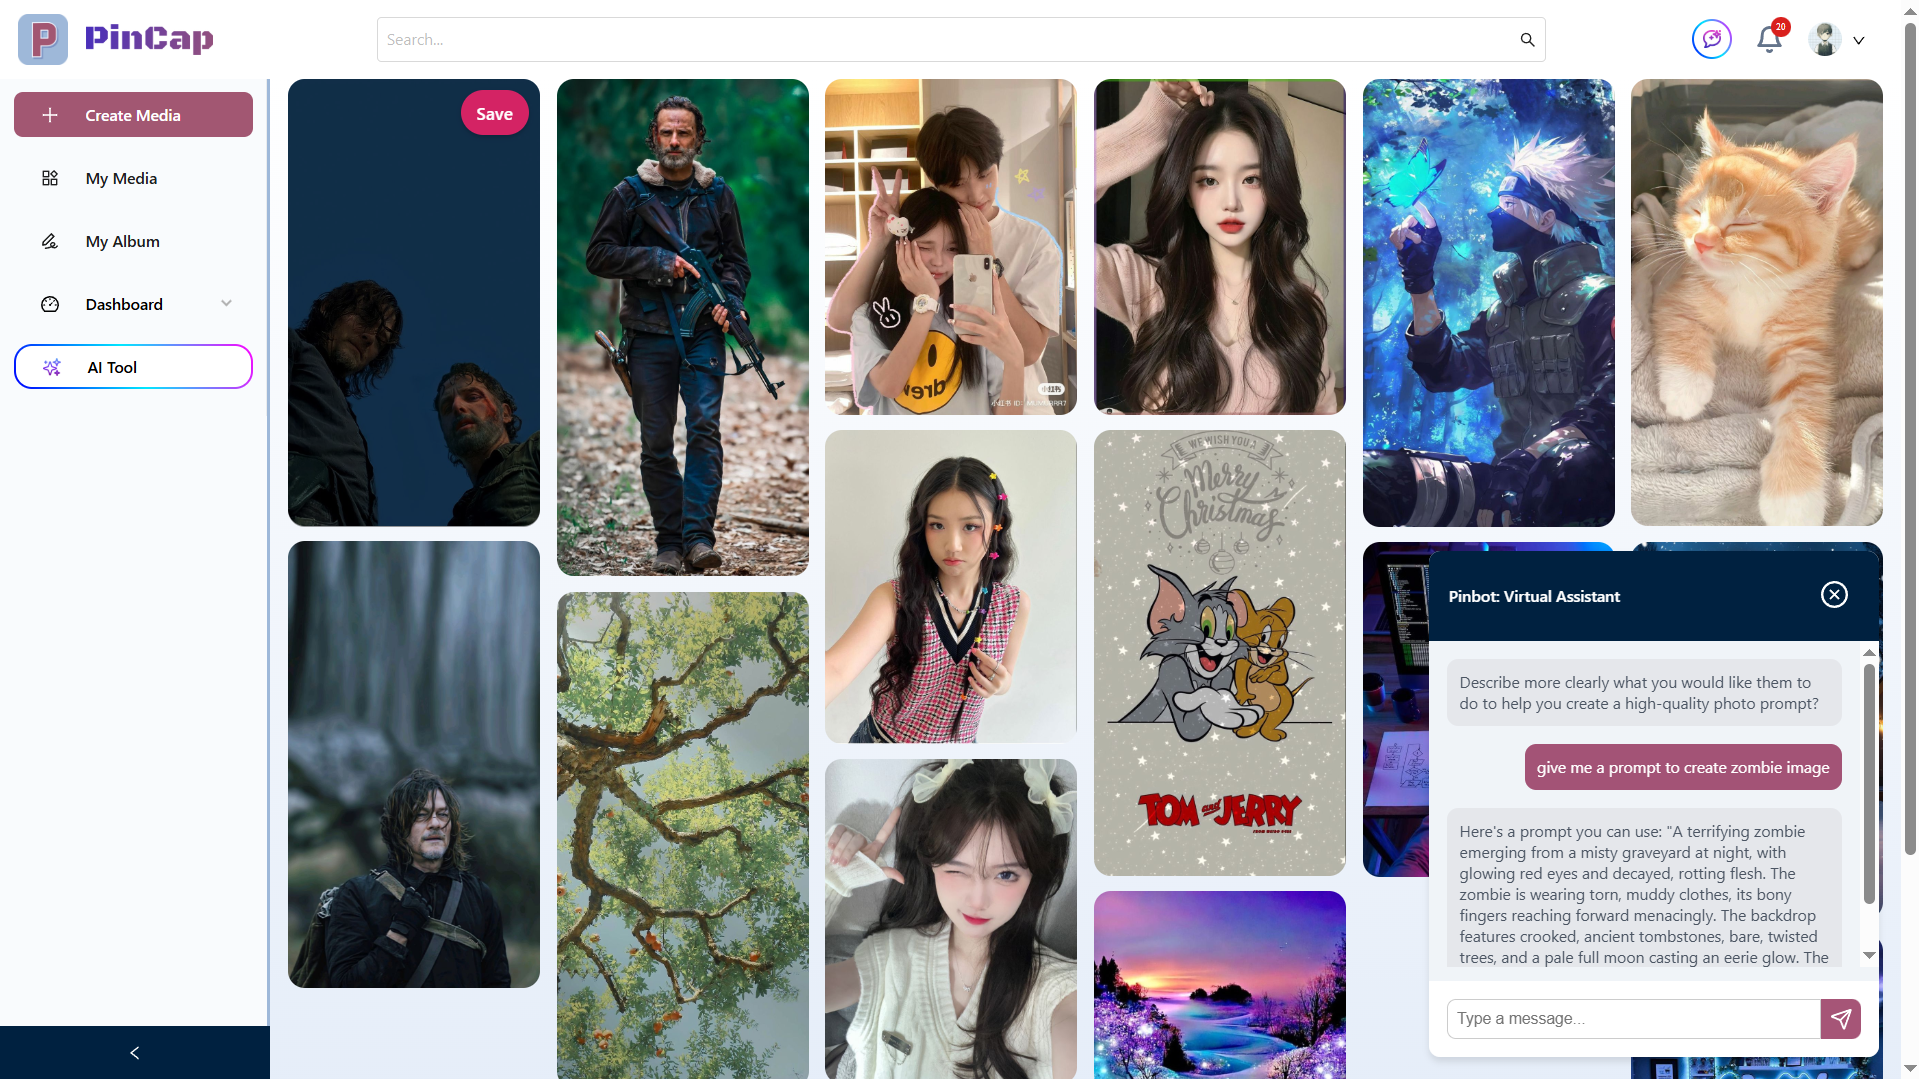 P PinCap
Search...
20
Create Media
My Media
My Album
Dashboard
AI Tool
Save
drew
小红书
WE WISH YOU A
Merry
Christmas
TOM and JERRY
Pinbot: Virtual Assistant
Describe more clearly what you would like them to
do to help you create a high-quality photo prompt?
give me a prompt to create zombie image
Here's a prompt you can use: "A terrifying zombie
emerging from a misty graveyard at night, with
glowing red eyes and decayed, rotting flesh. The
zombie is wearing torn, muddy clothes, its bony
fingers reaching forward menacingly. The backdrop
features crooked, ancient tombstones, bare, twisted
trees, and a pale full moon casting an eerie glow. The
Type a message...